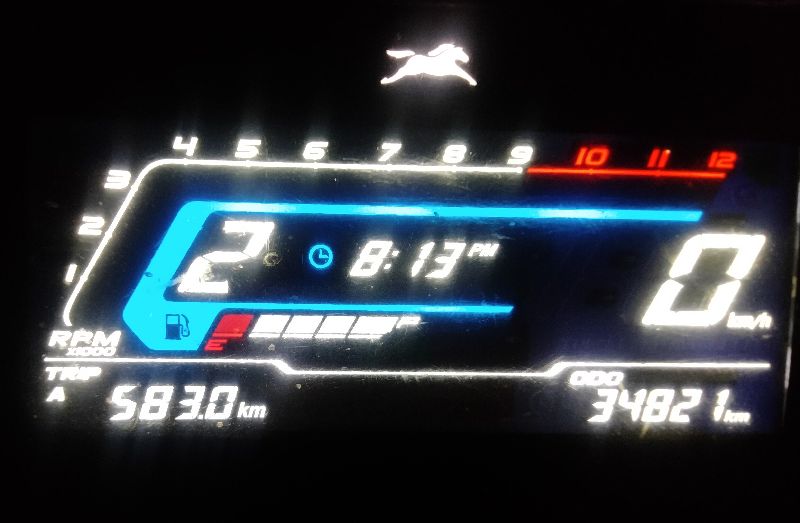 4 5 6 7 8 9 10 11 12
3
2
1
2 8:13 PM 0 km/h
E F
RPM
x1000
TRIP ODO
A 583.0 km 34821 km